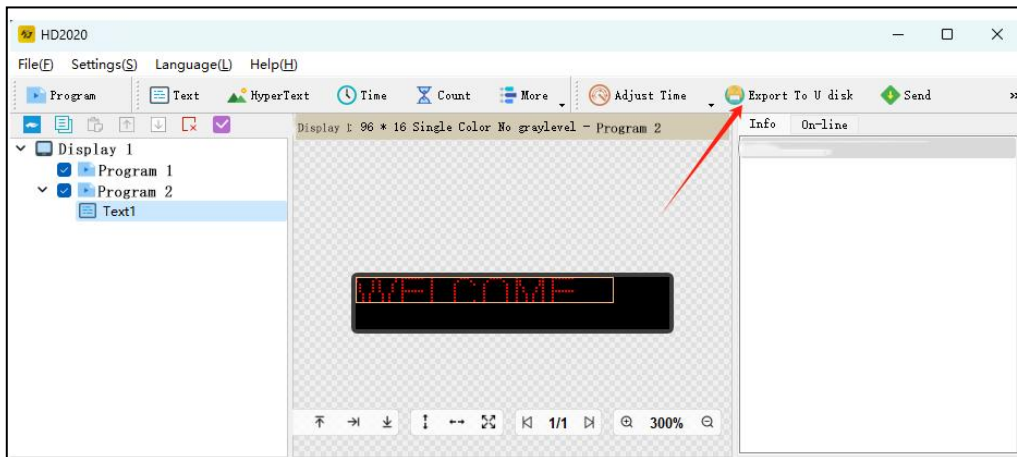 HD2020
File(F) Settings(S) Language(L) Help(H)
Program Text HyperText Time Count More Adjust Time Export To U disk Send »
Display 1: 96 * 16 Single Color No graylevel - Program 2
Info On-line
Display 1
Program 1
Program 2
Text1
WELCOME
1/1 300%